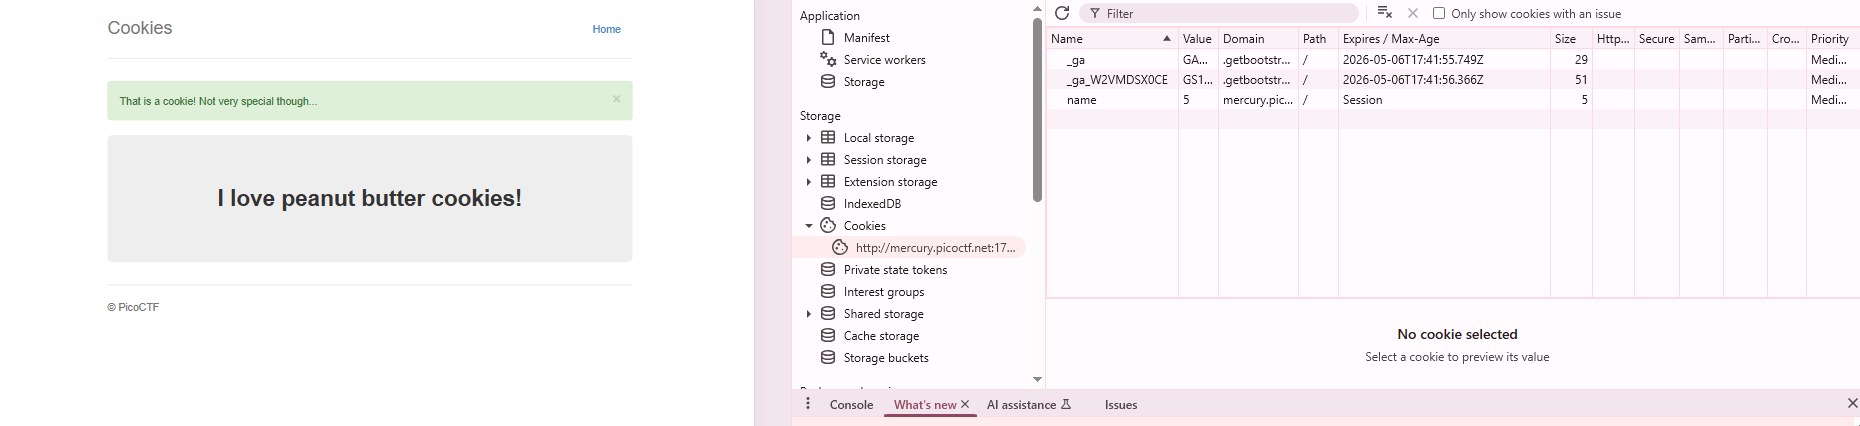 Cookies
Home
That is a cookie! Not very special though...
×
I love peanut butter cookies!
© PicoCTF
Application
Manifest
Service workers
Storage
Storage
Local storage
Session storage
Extension storage
IndexedDB
Cookies
http://mercury.picoctf.net:17...
Private state tokens
Interest groups
Shared storage
Cache storage
Storage buckets
Filter
Only show cookies with an issue
Name Value Domain Path Expires / Max-Age Size Http... Secure Sam... Parti... Cro... Priority
_ga GA... .getbootstr... / 2026-05-06T17:41:55.749Z 29 Medi...
_ga_W2VMDSX0CE GS1... .getbootstr... / 2026-05-06T17:41:56.366Z 51 Medi...
name 5 mercury.pic... / Session 5 Medi...
No cookie selected
Select a cookie to preview its value
Console What's new AI assistance Issues